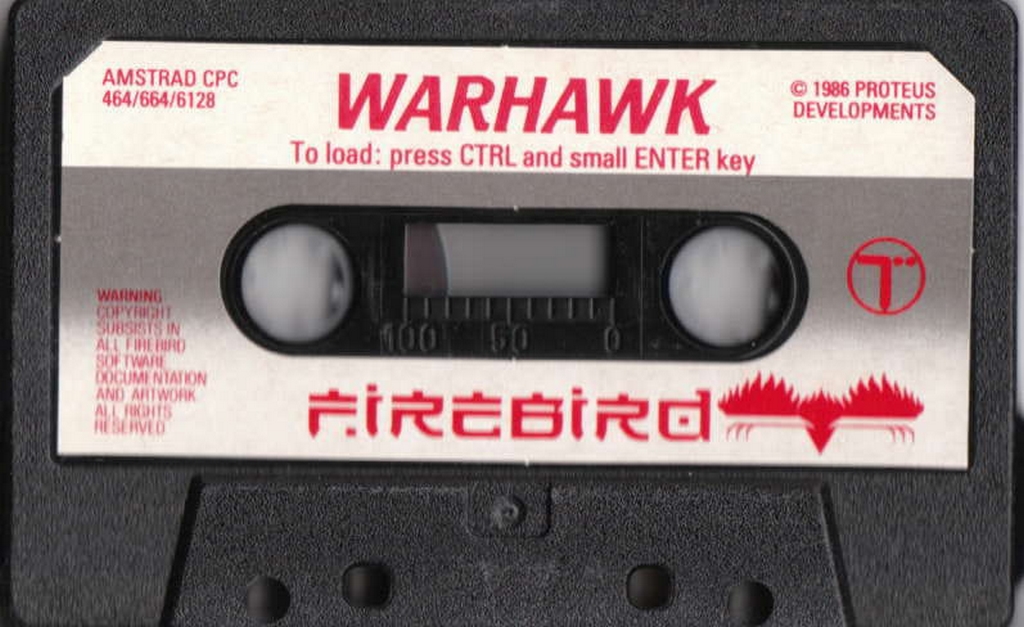 AMSTRAD CPC
464/664/6128
WARHAWK
© 1986 PROTEUS
DEVELOPMENTS
To load: press CTRL and small ENTER key
WARNING
COPYRIGHT
SUBSISTS IN
ALL FIREBIRD
SOFTWARE
DOCUMENTATION
AND ARTWORK
ALL RIGHTS
RESERVED
100 50 0
FIREBIRD